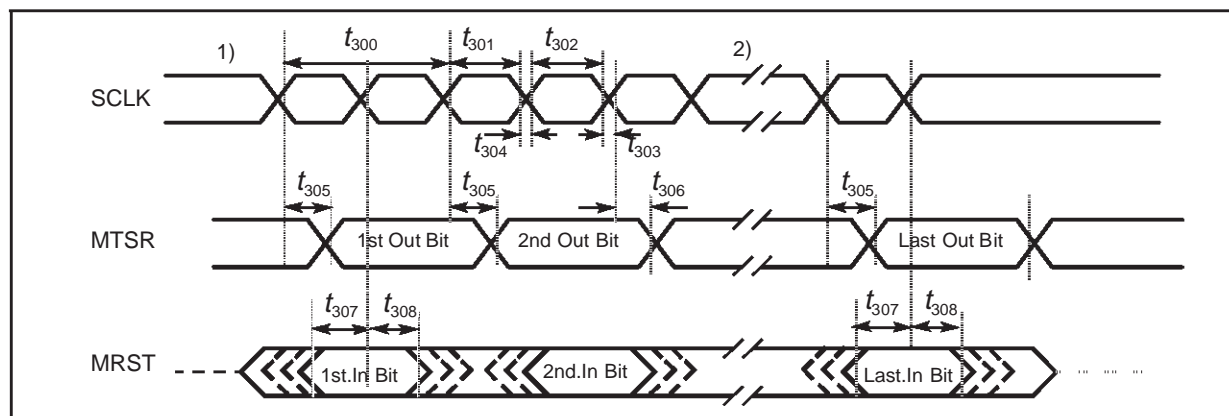 1) t300 t301 t302 2)
SCLK
t304 t303
t305 t305 t306 t305
MTSR 1st Out Bit 2nd Out Bit Last Out Bit
t307 t308 t307 t308
MRST 1st.In Bit 2nd.In Bit Last.In Bit